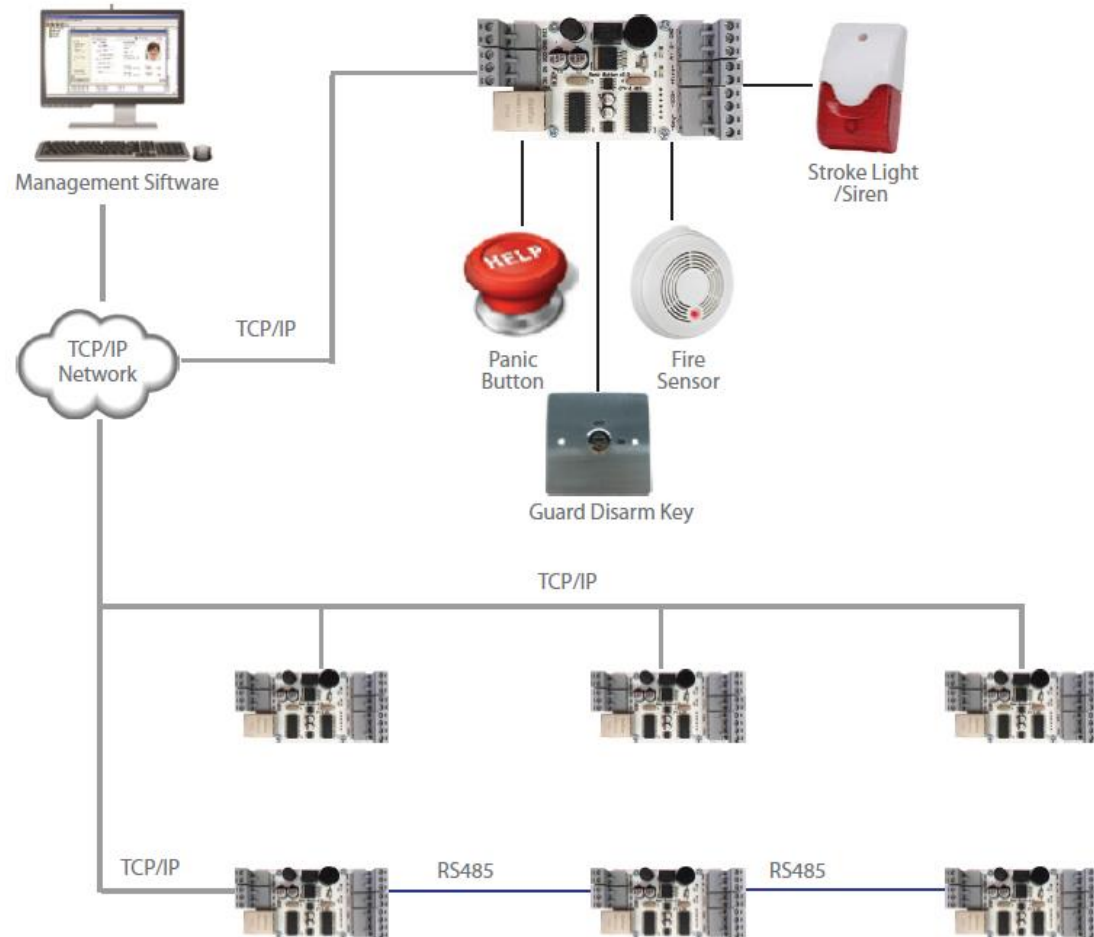 Management Siftware
Stroke Light
/Siren
HELP
TCP/IP
TCP/IP
Network
Panic
Button
Fire
Sensor
Guard Disarm Key
TCP/IP
TCP/IP
RS485
RS485